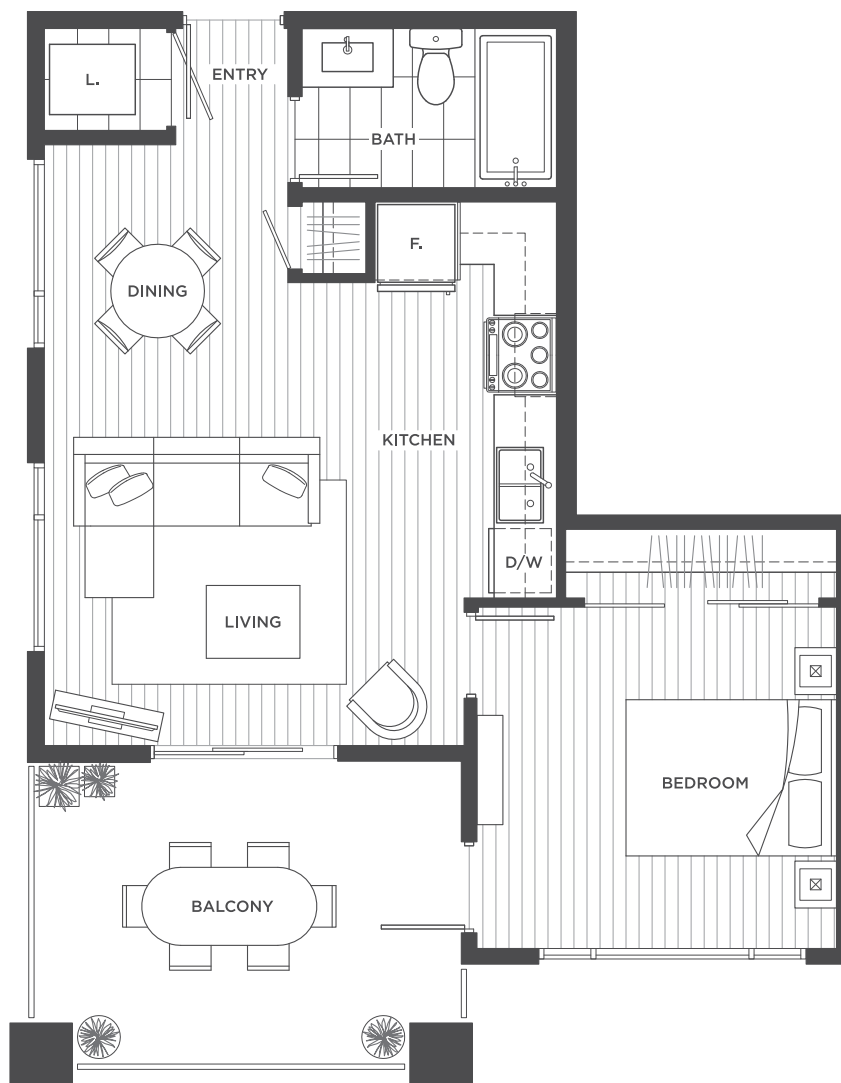 ENTRY
L.
BATH
F.
DINING
KITCHEN
D/W
LIVING
BEDROOM
BALCONY